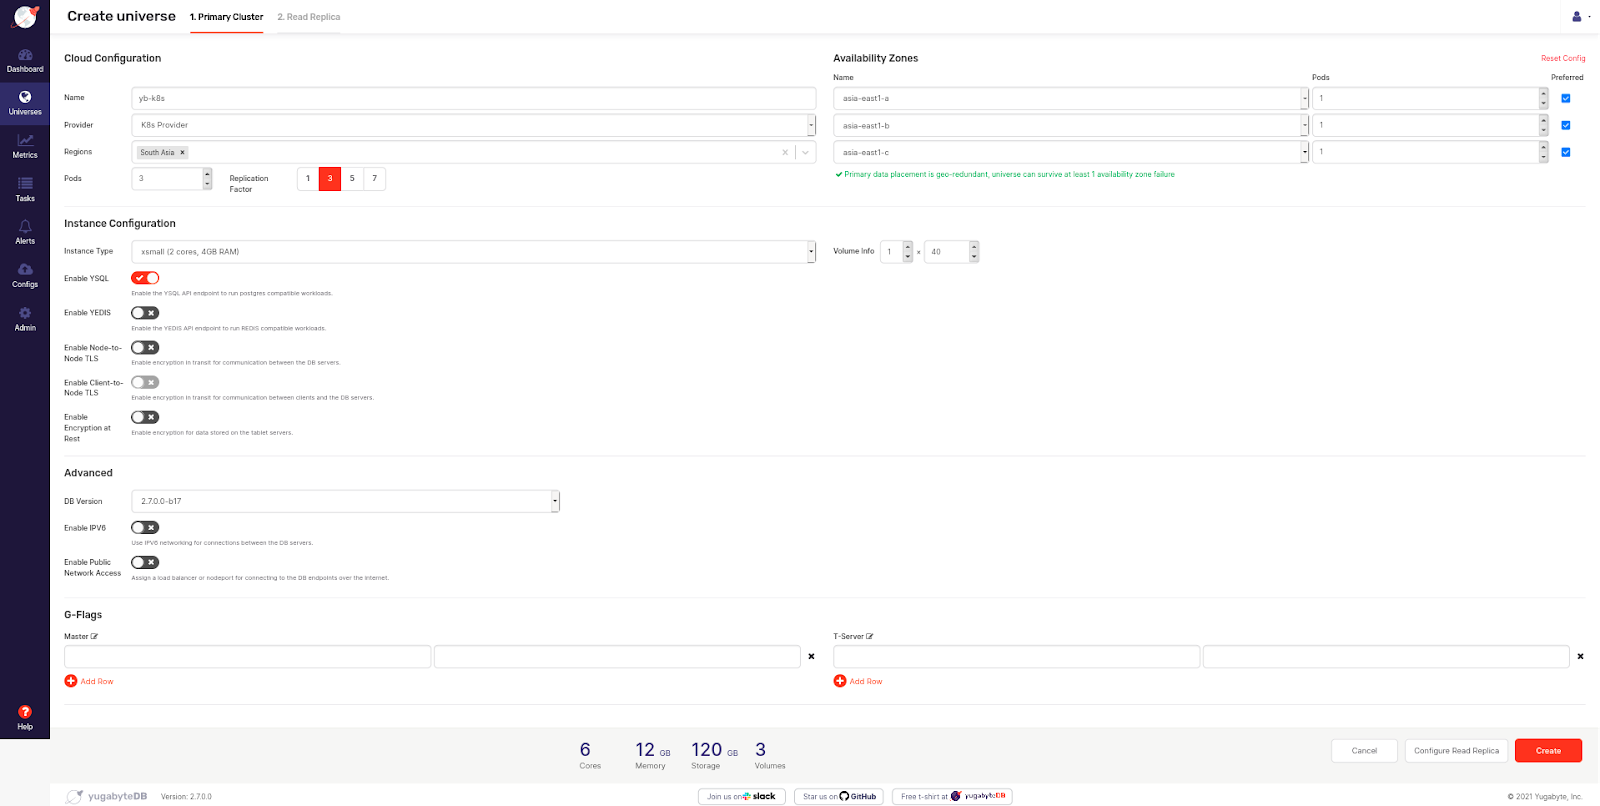 Create universe
1. Primary Cluster
2. Read Replica
Dashboard
Universes
Metrics
Tasks
Alerts
Configs
Admin
Help
Cloud Configuration
Name
yb-k8s
Provider
K8s Provider
Regions
South Asia
Pods
3
Replication
Factor
1
3
5
7
Availability Zones
Reset Config
Name
Pods
Preferred
asia-east1-a
1
asia-east1-b
1
asia-east1-c
1
Primary data placement is geo-redundant, universe can survive at least 1 availability zone failure
Instance Configuration
Instance Type
xsmall (2 cores, 4GB RAM)
Volume Info
1
×
40
Enable YSQL
Enable the YSQL API endpoint to run postgres compatible workloads.
Enable YEDIS
Enable the YEDIS API endpoint to run REDIS compatible workloads.
Enable Node-to-
Node TLS
Enable encryption in transit for communication between the DB servers.
Enable Client-to-
Node TLS
Enable encryption in transit for communication between clients and the DB servers.
Enable
Encryption at
Rest
Enable encryption for data stored on the tablet servers.
Advanced
DB Version
2.7.0.0-b17
Enable IPV6
Use IPV6 networking for connections between the DB servers.
Enable Public
Network Access
Assign a load balancer or nodeport for connecting to the DB endpoints over the internet.
G-Flags
Master
Add Row
T-Server
Add Row
6
Cores
12 GB
Memory
120 GB
Storage
3
Volumes
Cancel
Configure Read Replica
Create
yugabyteDB
Version: 2.7.0.0
Join us on slack
Star us on GitHub
Free t-shirt at yugabyteDB
© 2021 Yugabyte, Inc.